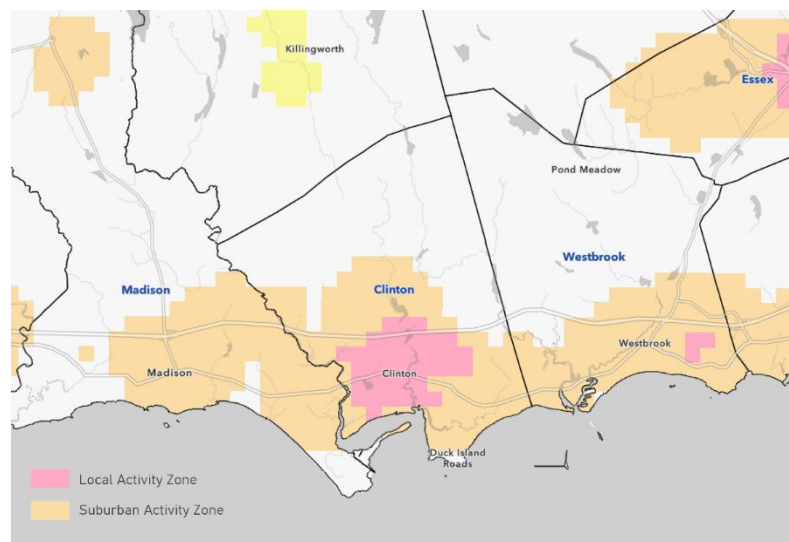 Killingworth
Essex
Pond Meadow
Westbrook
Madison
Clinton
Westbrook
Madison
Clinton
Duck Island
Roads
Local Activity Zone
Suburban Activity Zone